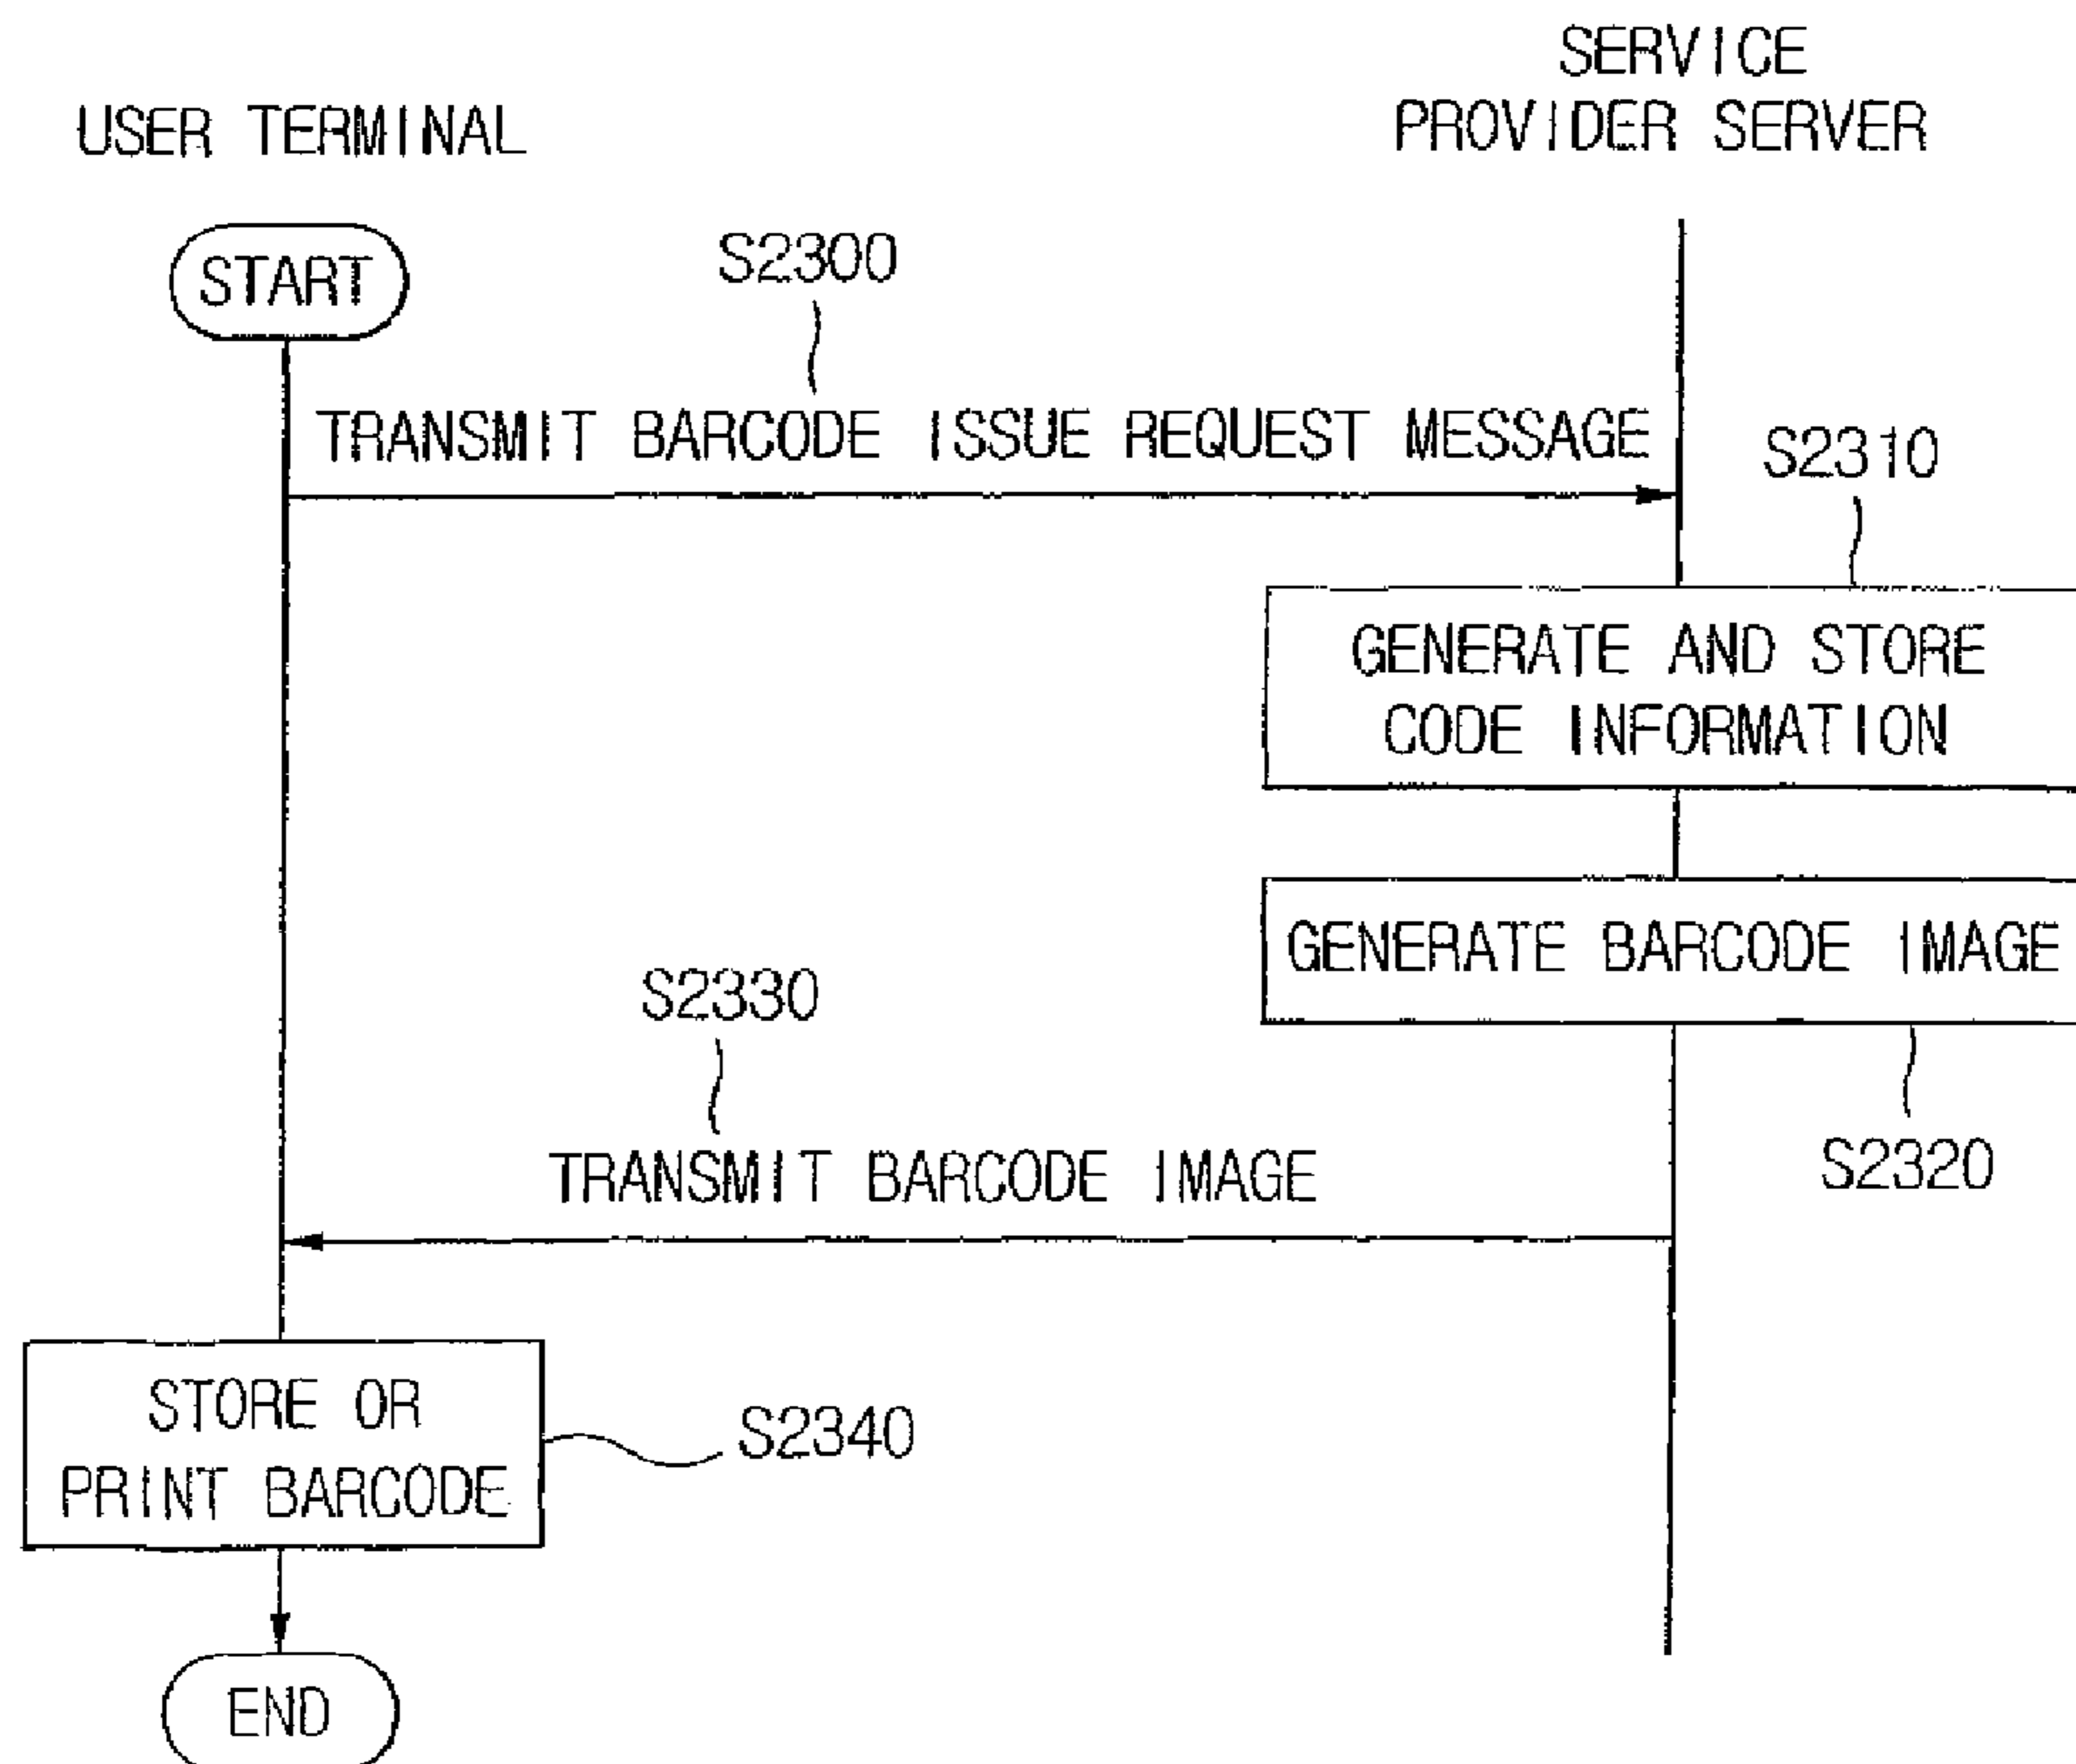 SERVICE
USER TERMINAL
PROVIDER SERVER
START
S2300
TRANSMIT BARCODE ISSUE REQUEST MESSAGE
S2310
GENERATE AND STORE
CODE INFORMATION
GENERATE BARCODE IMAGE
S2320
S2330
TRANSMIT BARCODE IMAGE
STORE OR
PRINT BARCODE
S2340
END